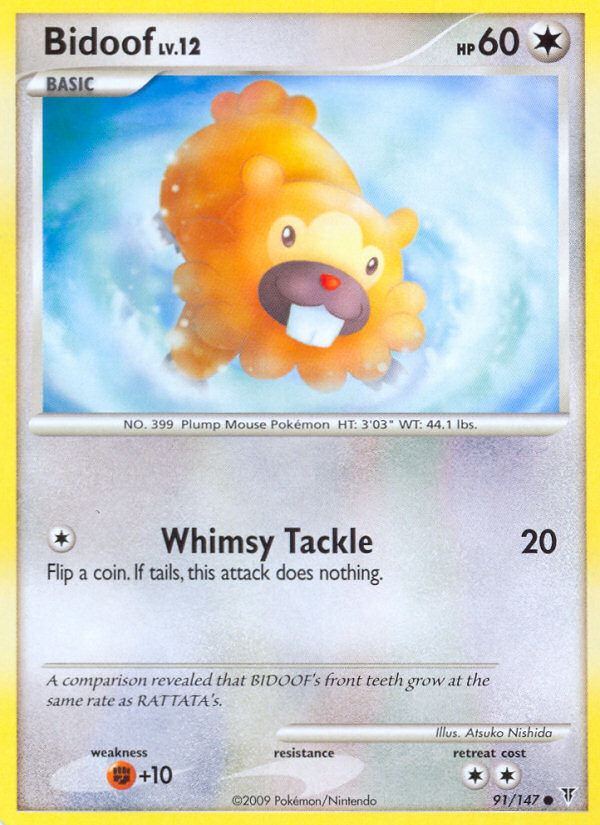 Bidoof LV.12 HP 60
BASIC
NO. 399 Plump Mouse Pokémon HT: 3'03" WT: 44.1 lbs.
Whimsy Tackle 20
Flip a coin. If tails, this attack does nothing.
A comparison revealed that BIDOOF's front teeth grow at the
same rate as RATTATA's.
Illus. Atsuko Nishida
weakness resistance retreat cost
+10
©2009 Pokémon/Nintendo 91/147